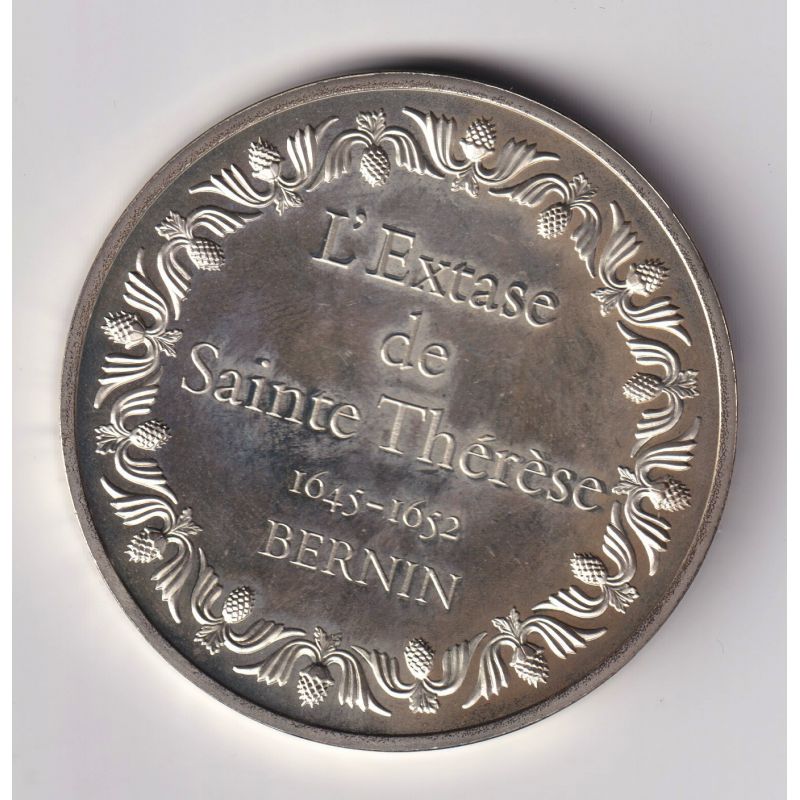 L'Extase
de
Sainte Thérèse
1645-1652
BERNIN